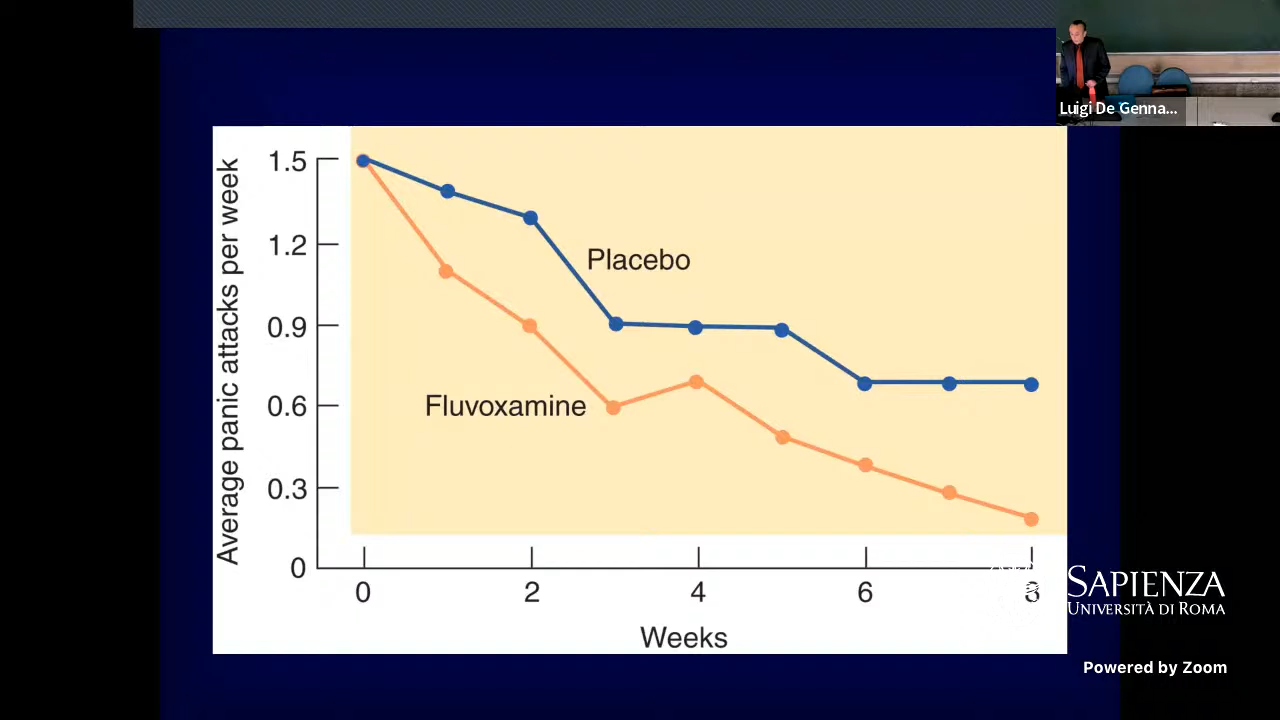 Luigi De Genna...
Average panic attacks per week
1.5
1.2
0.9
0.6
0.3
0
Placebo
Fluvoxamine
0 2 4 6 8
Weeks
SAPIENZA
UNIVERSITÀ DI ROMA
Powered by Zoom